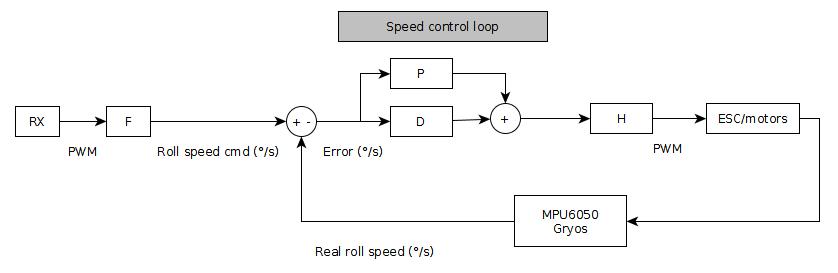 Speed control loop
P
RX
F
+ -
D
+
H
ESC/motors
PWM
Roll speed cmd (°/s)
Error (°/s)
PWM
MPU6050
Gryos
Real roll speed (°/s)